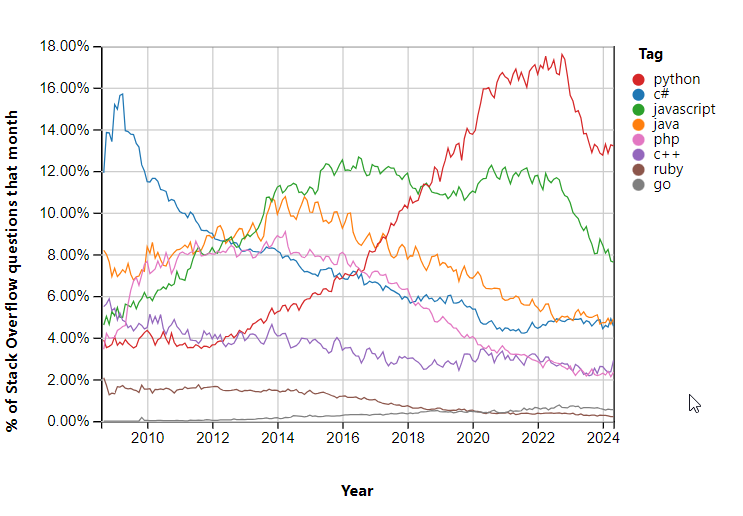 % of Stack Overflow questions that month
18.00%
16.00%
14.00%
12.00%
10.00%
8.00%
6.00%
4.00%
2.00%
0.00%
2010 2012 2014 2016 2018 2020 2022 2024
Year
Tag
python
c#
javascript
java
php
c++
ruby
go